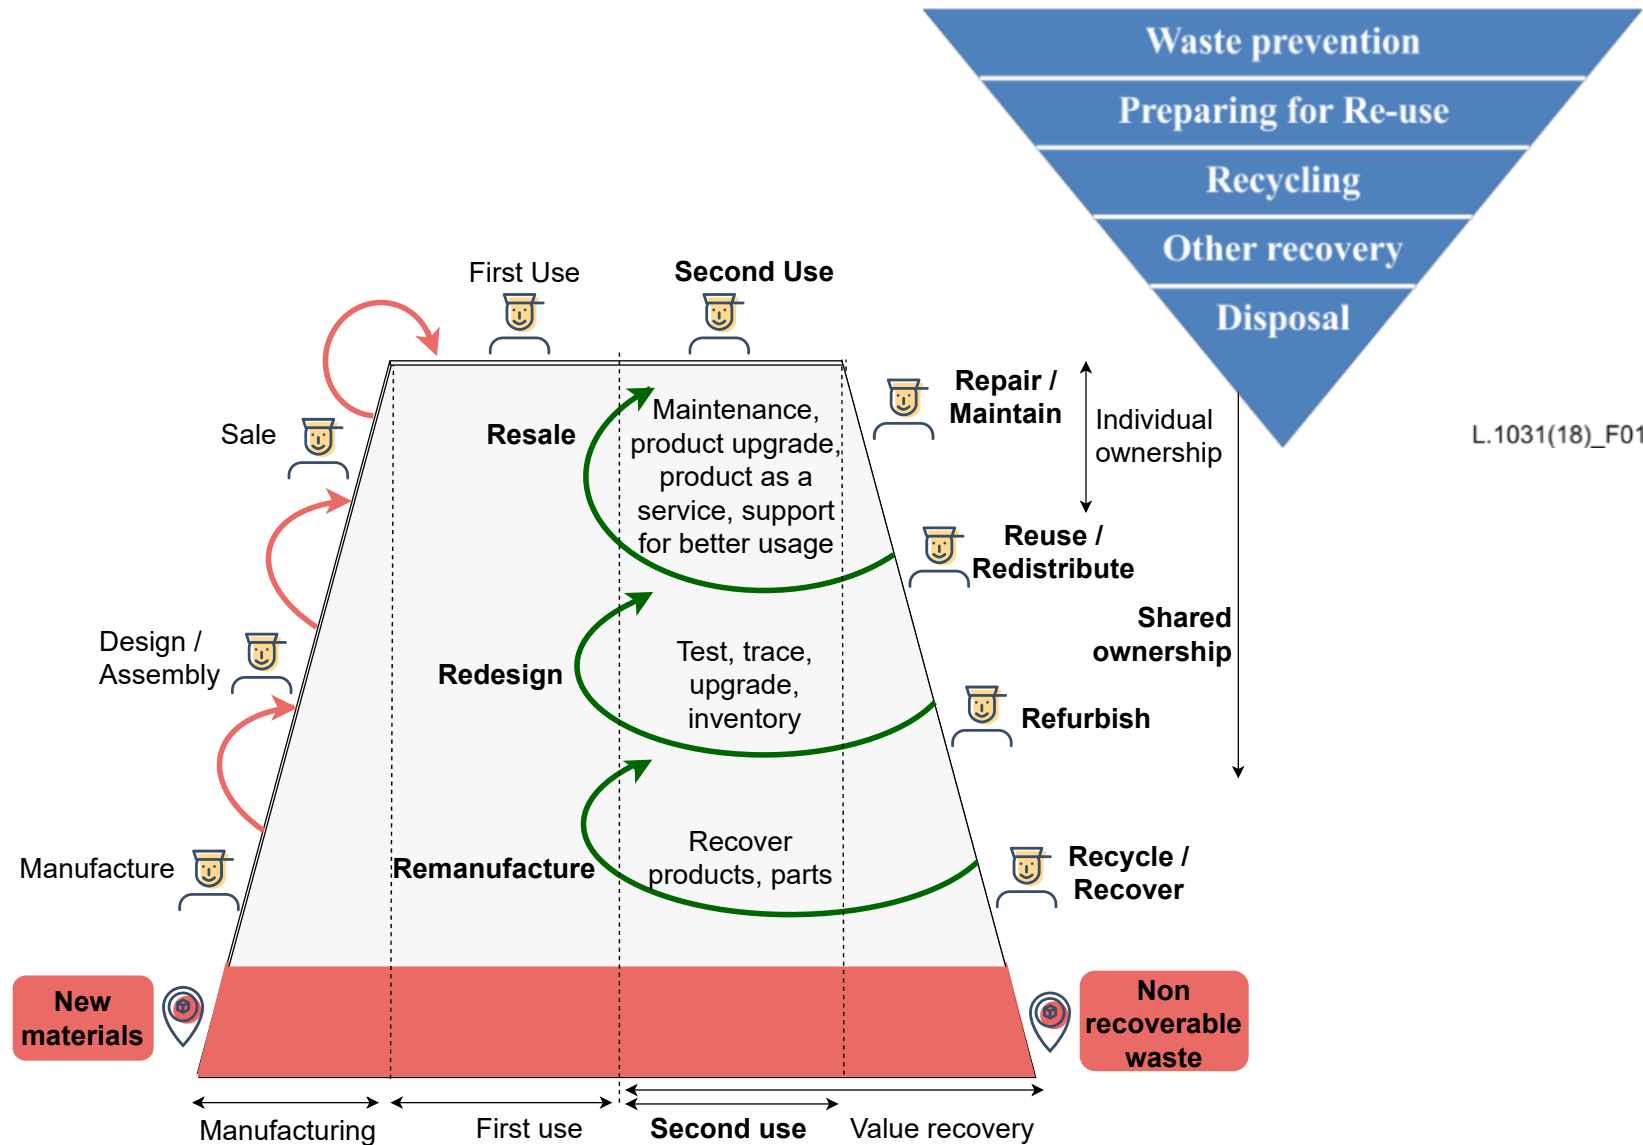 Waste prevention
Preparing for Re-use
Recycling
Other recovery
Disposal
L.1031(18)_F01
First Use
Second Use
Repair /
Maintain
Individual
ownership
Sale
Resale
Maintenance,
product upgrade,
product as a
service, support
for better usage
Reuse /
Redistribute
Shared
ownership
Design /
Assembly
Redesign
Test, trace,
upgrade,
inventory
Refurbish
Manufacture
Remanufacture
Recover
products, parts
Recycle /
Recover
New
materials
Non
recoverable
waste
Manufacturing
First use
Second use
Value recovery